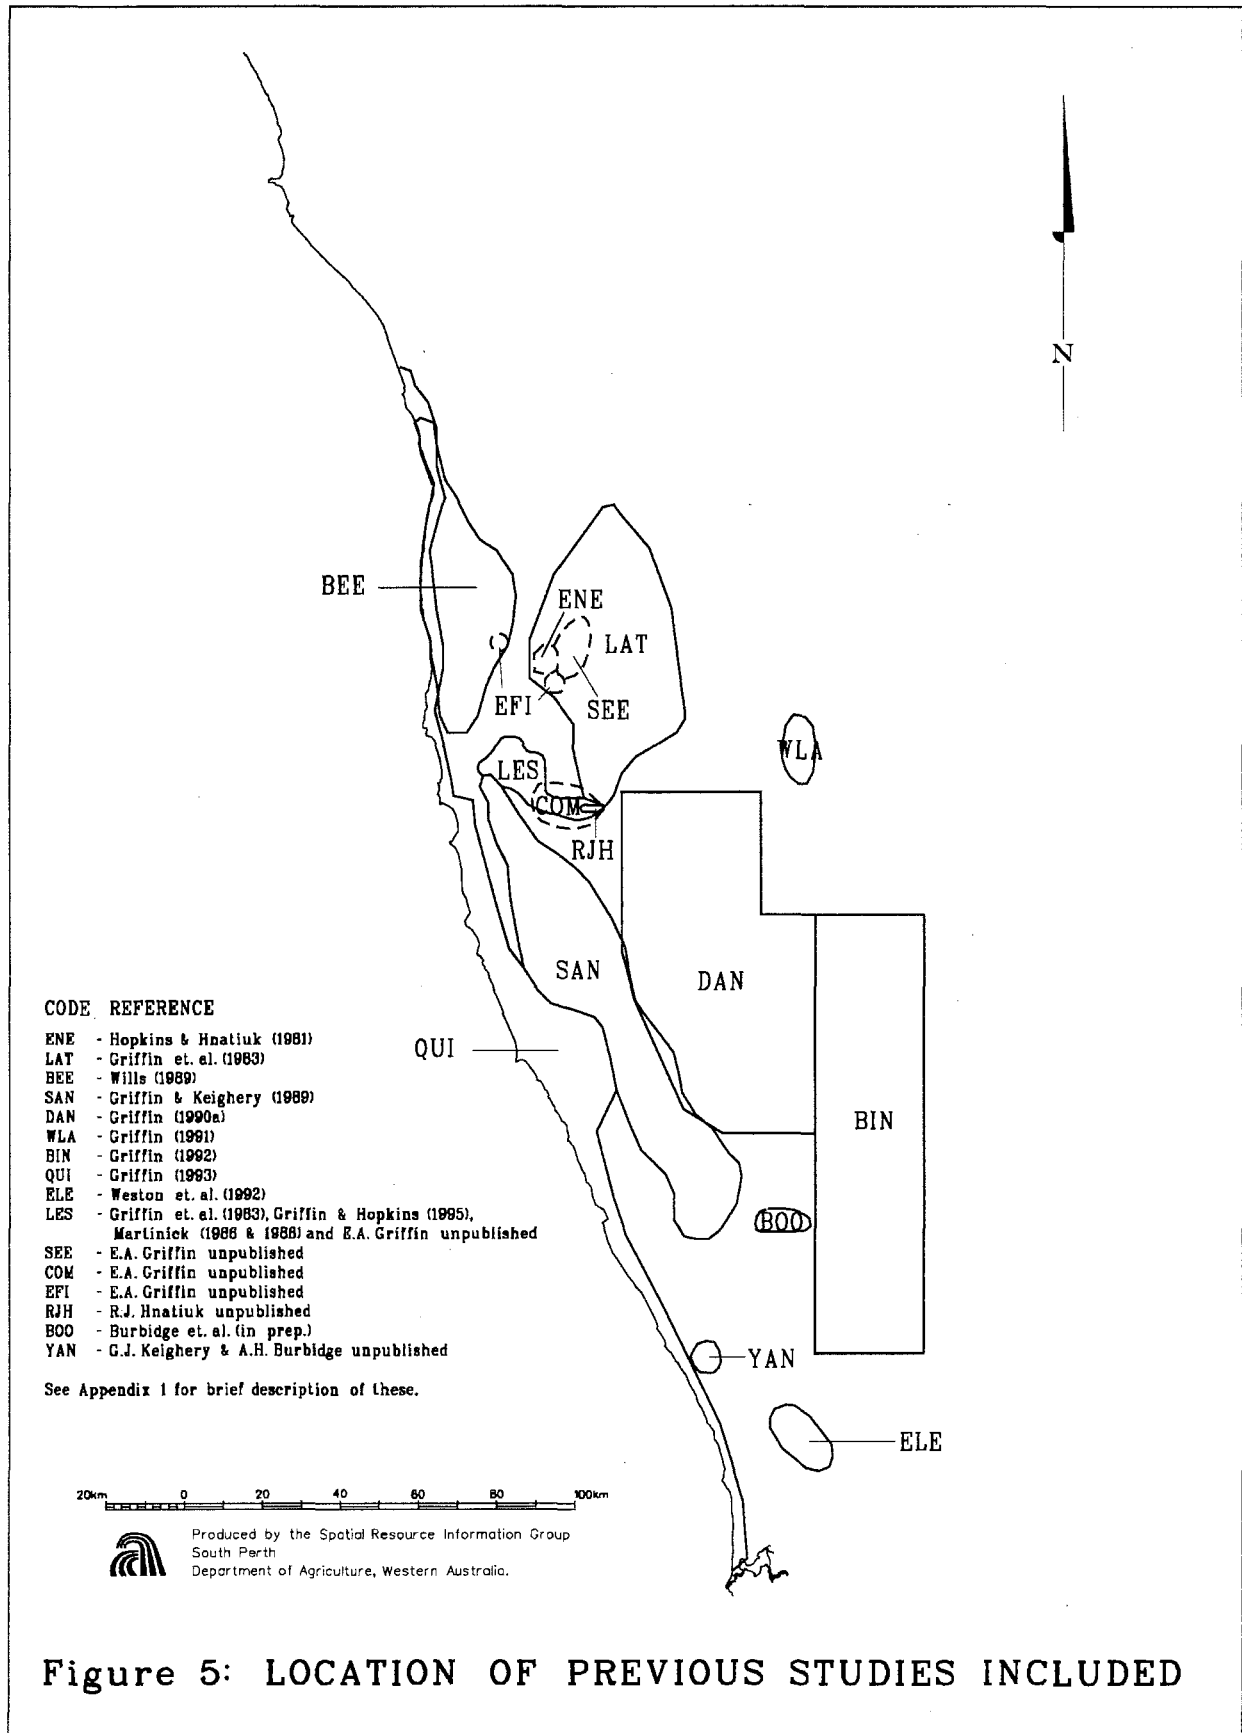 N
BEE
ENE
LAT
EFI
SEE
WLA
LES
COM
RJH
SAN
DAN
QUI
BIN
BOO
YAN
ELE
CODE REFERENCE
ENE - Hopkins & Hnatiuk (1981)
LAT - Griffin et. al. (1983)
BEE - Wills (1989)
SAN - Griffin & Keighery (1989)
DAN - Griffin (1990a)
WLA - Griffin (1991)
BIN - Griffin (1992)
QUI - Griffin (1993)
ELE - Weston et. al. (1992)
LES - Griffin et. al. (1983), Griffin & Hopkins (1995),
Martinick (1986 & 1988) and E.A. Griffin unpublished
SEE - E.A. Griffin unpublished
COM - E.A. Griffin unpublished
EFI - E.A. Griffin unpublished
RJH - R.J. Hnatiuk unpublished
BOO - Burbidge et. al. (in prep.)
YAN - G.J. Keighery & A.H. Burbidge unpublished
See Appendix 1 for brief description of these.
20km 0 20 40 60 80 100km
Produced by the Spatial Resource Information Group
South Perth
Department of Agriculture, Western Australia.
Figure 5: LOCATION OF PREVIOUS STUDIES INCLUDED